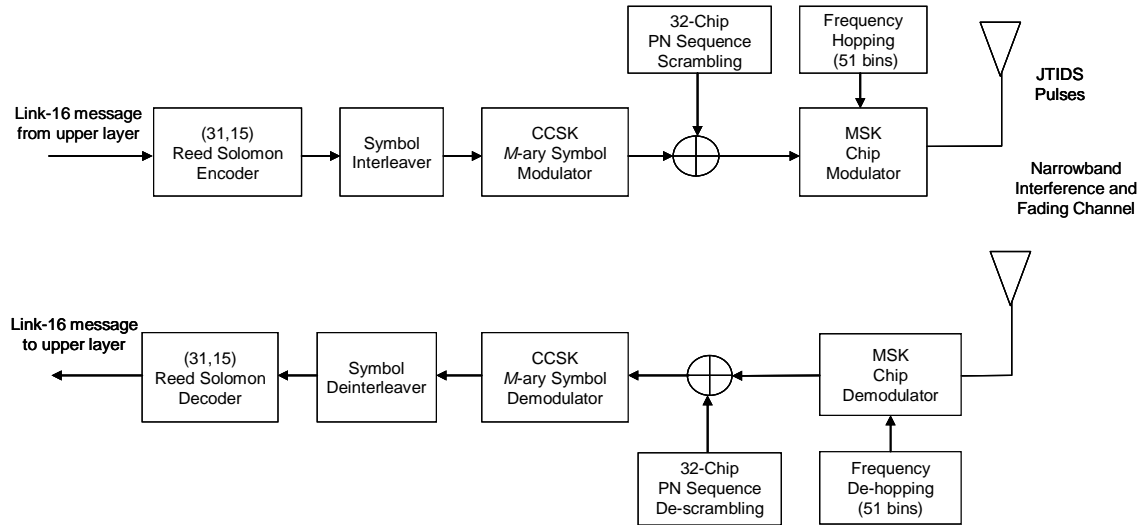 32-Chip
PN Sequence
Scrambling
Frequency
Hopping
(51 bins)
JTIDS
Pulses
Link-16 message
from upper layer
(31,15)
Reed Solomon
Encoder
Symbol
Interleaver
CCSK
M-ary Symbol
Modulator
MSK
Chip
Modulator
Narrowband
Interference and
Fading Channel
Link-16 message
to upper layer
(31,15)
Reed Solomon
Decoder
Symbol
Deinterleaver
CCSK
M-ary Symbol
Demodulator
MSK
Chip
Demodulator
32-Chip
PN Sequence
De-scrambling
Frequency
De-hopping
(51 bins)